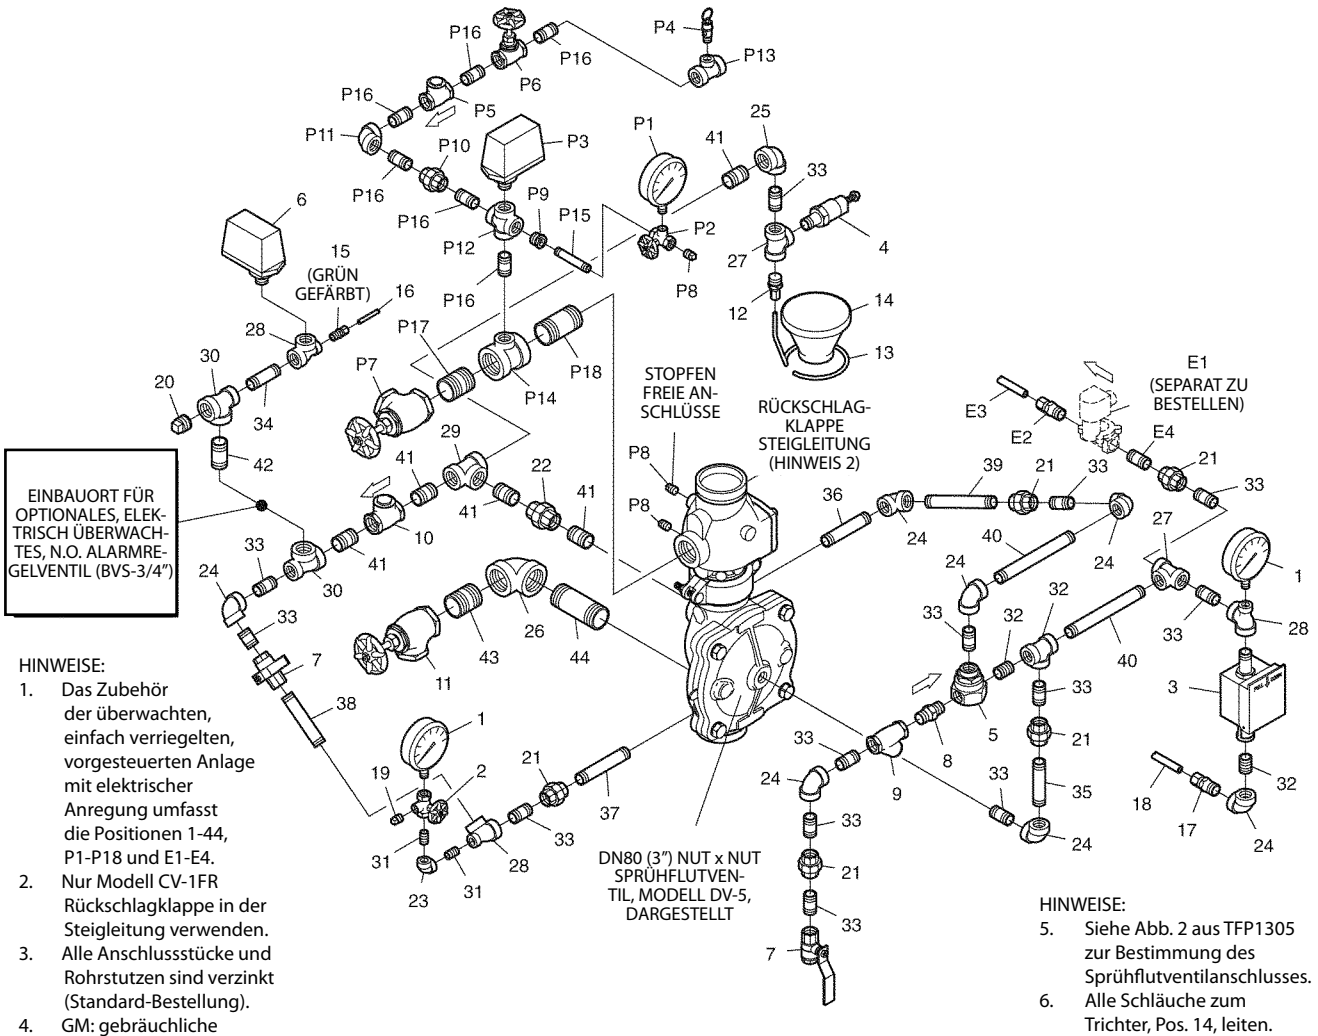 P4
P16
P16
P6
P13
P16
P5
P11
P10
P3
P1
25
41
33
6
P16
P16
P9
P12
P15
P2
27
4
15
(GRÜN
GEFÄRBT)
16
P16
P8
12
14
28
P17
13
30
20
34
P7
P18
P14
STOPFEN
FREIE AN-
SCHLÜSSE
RÜCKSCHLAG-
KLAPPE
STEIGLEITUNG
(HINWEIS 2)
E1
(SEPARAT ZU
BESTELLEN)
E3
E2
E4
42
29
41
22
P8
39
21
33
21
33
EINBAUORT FÜR
OPTIONALES, ELEK-
TRISCH ÜBERWACH-
TES, N.O. ALARMRE-
GELVENTIL (BVS-3/4")
41
41
P8
36
24
24
10
41
30
33
24
40
24
27
1
33
26
43
44
11
33
32
32
40
33
28
7
38
1
5
33
3
HINWEISE:
1. Das Zubehör
der überwachten,
einfach verriegelten,
vorgesteuerten Anlage
mit elektrischer
Anregung umfasst
die Positionen 1-44,
P1-P18 und E1-E4.
2. Nur Modell CV-1FR
Rückschlagklappe in der
Steigleitung verwenden.
3. Alle Anschlussstücke und
Rohrstutzen sind verzinkt
(Standard-Bestellung).
4. GM: gebräuchliche
19
2
21
37
33
28
31
31
23
33
24
9
8
21
35
33
24
18
17
32
24
33
21
33
7
DN80 (3") NUT x NUT
SPRÜHFLUTVEN-
TIL, MODELL DV-5,
DARGESTELLT
HINWEISE:
5. Siehe Abb. 2 aus TFP1305
zur Bestimmung des
Sprühflutventilanschlusses.
6. Alle Schläuche zum
Trichter, Pos. 14, leiten.